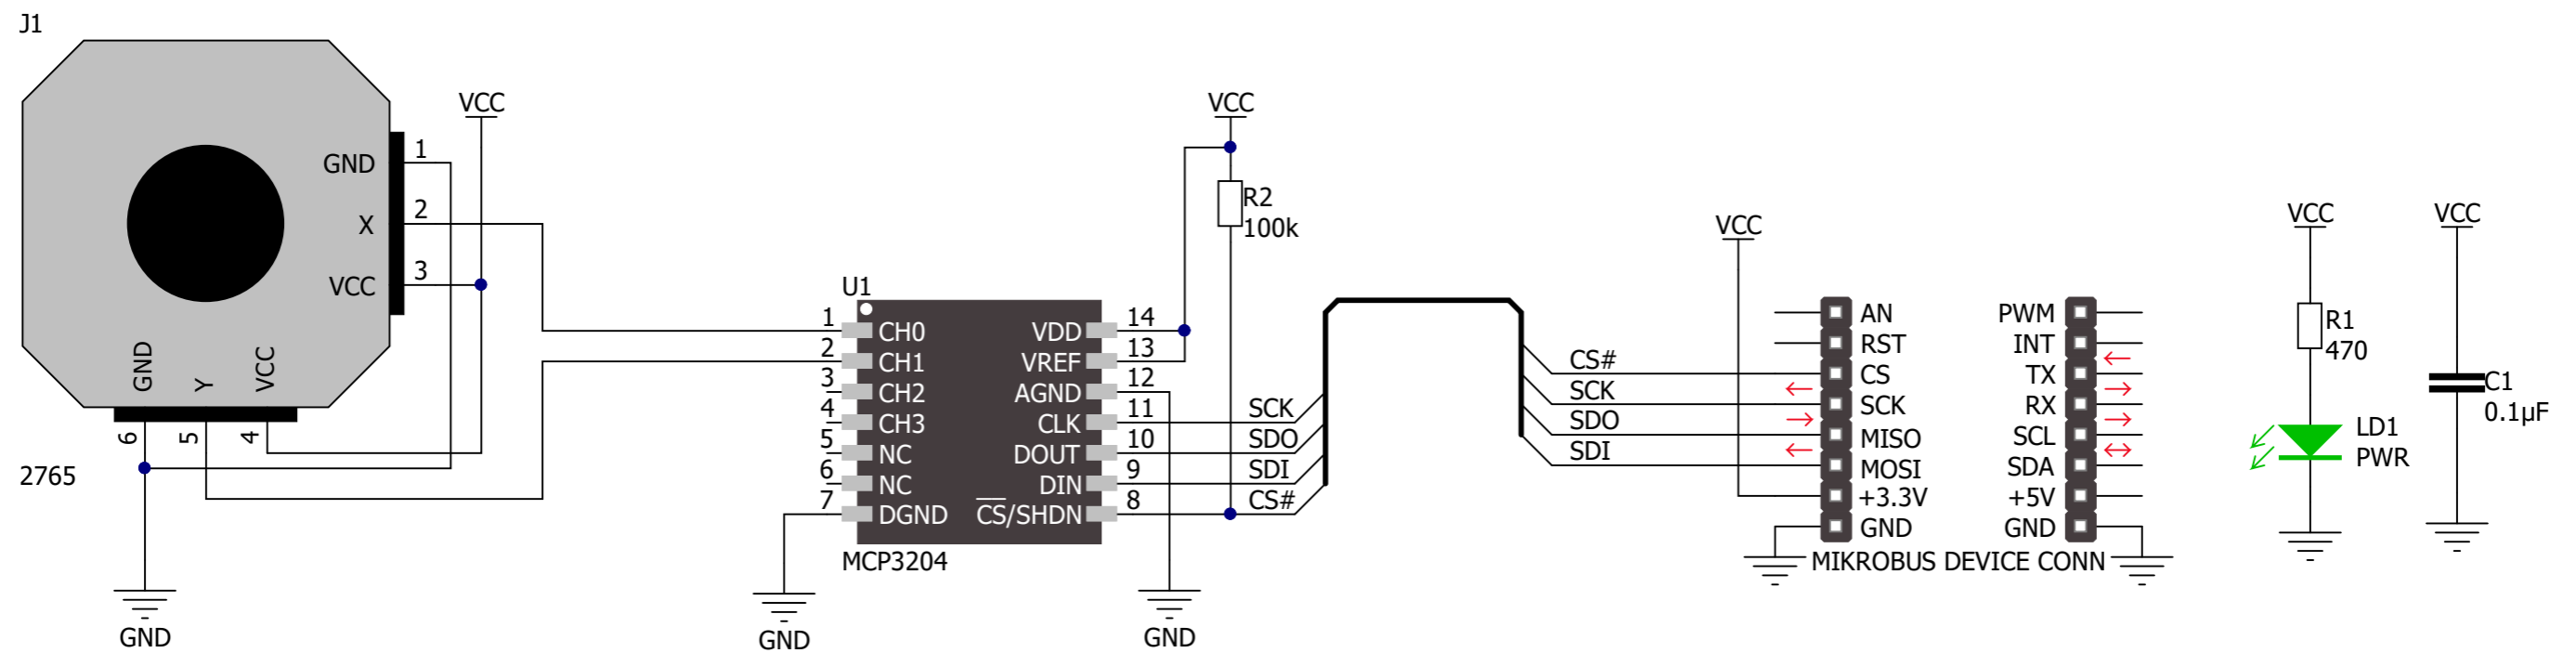 J1
GND 1
X 2
VCC 3
GND
Y
VCC
6
5
4
2765
VCC
GND
U1
1 CH0
2 CH1
3 CH2
4 CH3
5 NC
6 NC
7 DGND
VDD 14
VREF 13
AGND 12
CLK 11
DOUT 10
DIN 9
CS/SHDN 8
MCP3204
GND
GND
VCC
R2
100k
SCK
SDO
SDI
CS#
VCC
CS#
SCK
SDO
SDI
AN
RST
CS
SCK
MISO
MOSI
+3.3V
GND
PWM
INT
TX
RX
SCL
SDA
+5V
GND
MIKROBUS DEVICE CONN
VCC
R1
470
LD1
PWR
VCC
C1
0.1µF